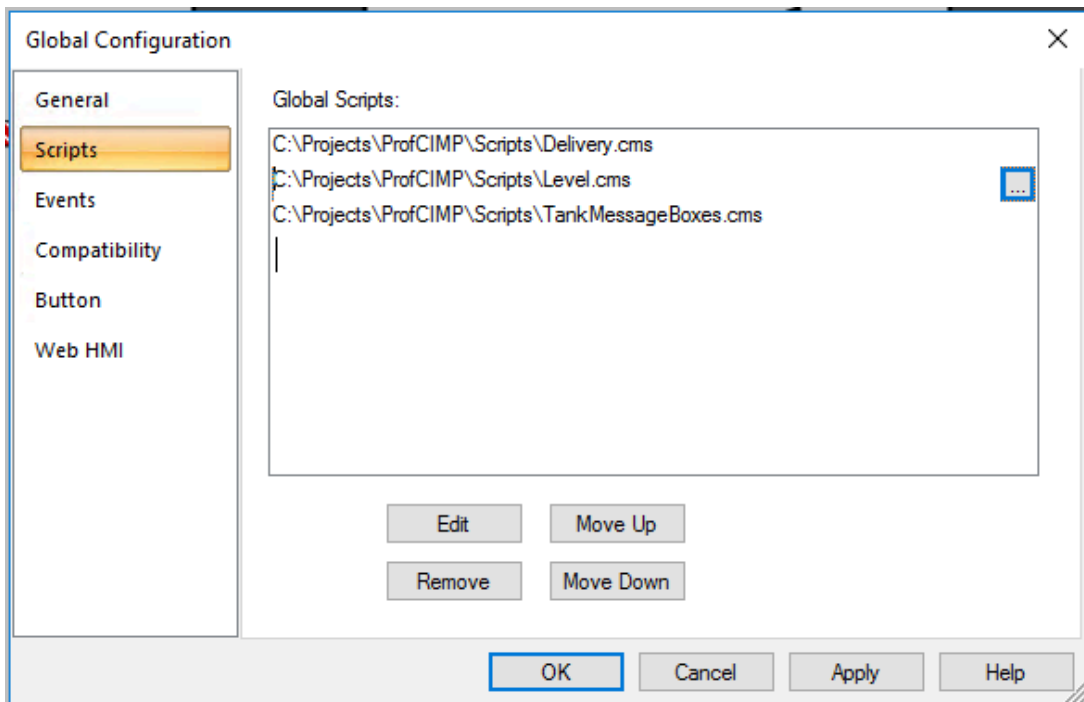 Global Configuration
General
Scripts
Events
Compatibility
Button
Web HMI
Global Scripts:
C:\Projects\ProfCIMP\Scripts\Delivery.cms
C:\Projects\ProfCIMP\Scripts\Level.cms
...
C:\Projects\ProfCIMP\Scripts\TankMessageBoxes.cms
Edit
Move Up
Remove
Move Down
OK
Cancel
Apply
Help